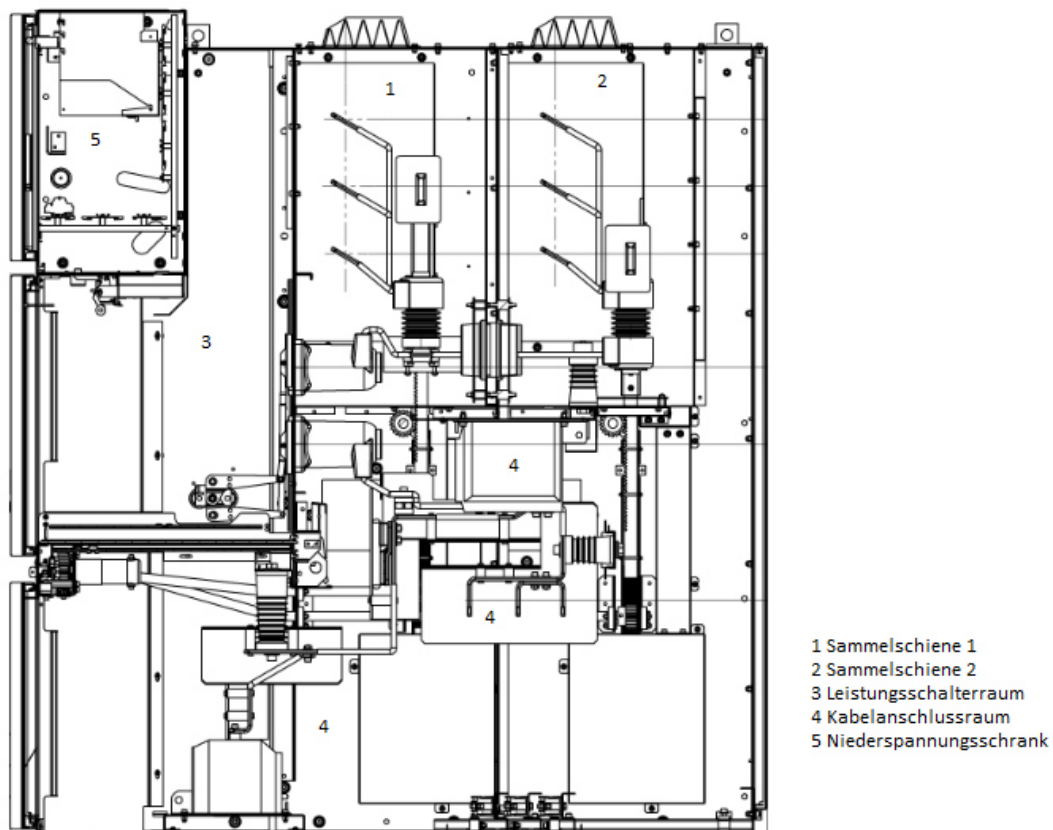 1
2
5
3
4
4
4
1 Sammelschiene 1
2 Sammelschiene 2
3 Leistungsschalterraum
4 Kabelanschlussraum
5 Niederspannungsschrank